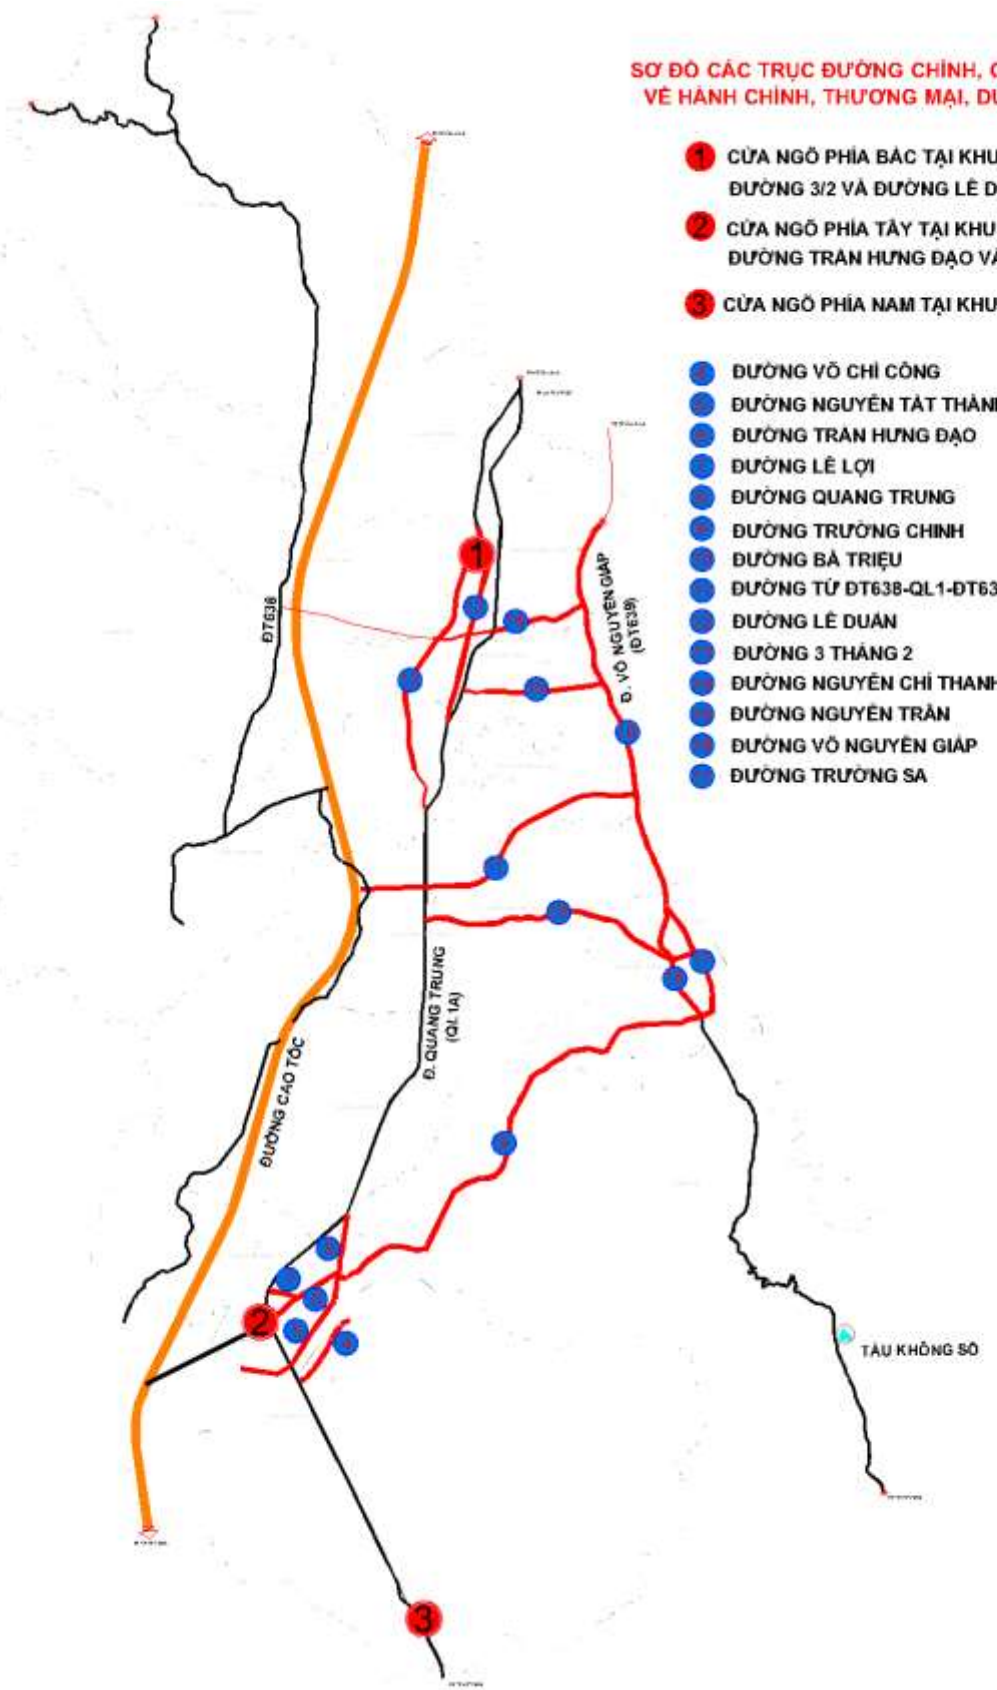 SƠ ĐỒ CÁC TRỤC ĐƯỜNG CHÍNH, C
VỀ HÀNH CHÍNH, THƯƠNG MẠI, DU
1 CỬA NGÕ PHÍA BẮC TẠI KHU
ĐƯỜNG 3/2 VÀ ĐƯỜNG LÊ D
2 CỬA NGÕ PHÍA TÂY TẠI KHU
ĐƯỜNG TRẦN HƯNG ĐẠO VÀ
3 CỬA NGÕ PHÍA NAM TẠI KHU
ĐƯỜNG VÕ CHÍ CÔNG
ĐƯỜNG NGUYỄN TẤT THÀNH
ĐƯỜNG TRẦN HƯNG ĐẠO
ĐƯỜNG LÊ LỢI
ĐƯỜNG QUANG TRUNG
ĐƯỜNG TRƯỜNG CHINH
ĐƯỜNG BÀ TRIỆU
ĐƯỜNG TỪ ĐT638-QL1-ĐT63
ĐƯỜNG LÊ DUẨN
ĐƯỜNG 3 THÁNG 2
ĐƯỜNG NGUYỄN CHÍ THANH
ĐƯỜNG NGUYỄN TRÂN
ĐƯỜNG VÕ NGUYÊN GIÁP
ĐƯỜNG TRƯỜNG SA
1
ĐT638
Đ. VÕ NGUYÊN GIÁP
(ĐT639)
Đ. QUANG TRUNG
(QL1A)
ĐƯỜNG CAO TỐC
2
TÀU KHÔNG SỐ
3